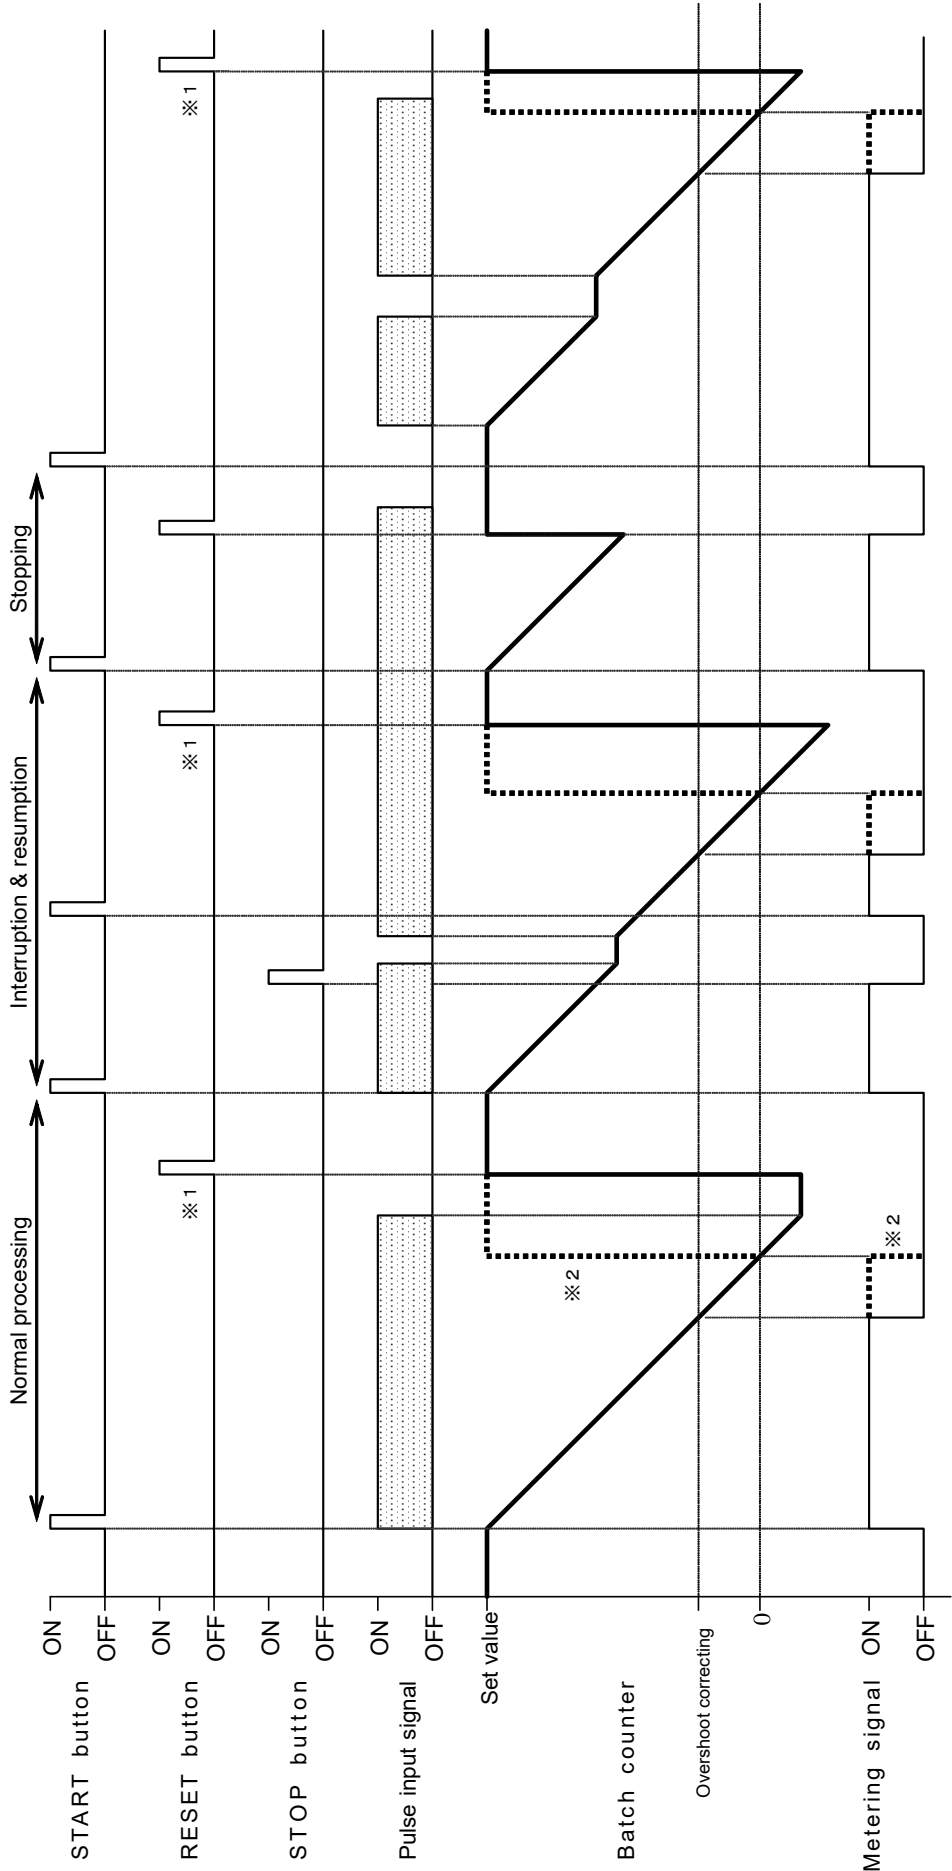 Normal processing
Interruption & resumption
Stopping
START button
ON
OFF
RESET button
ON
OFF
※1
※1
※1
STOP button
ON
OFF
Pulse input signal
ON
OFF
Set value
Batch counter
※2
Overshoot correcting
0
Metering signal
ON
OFF
※2